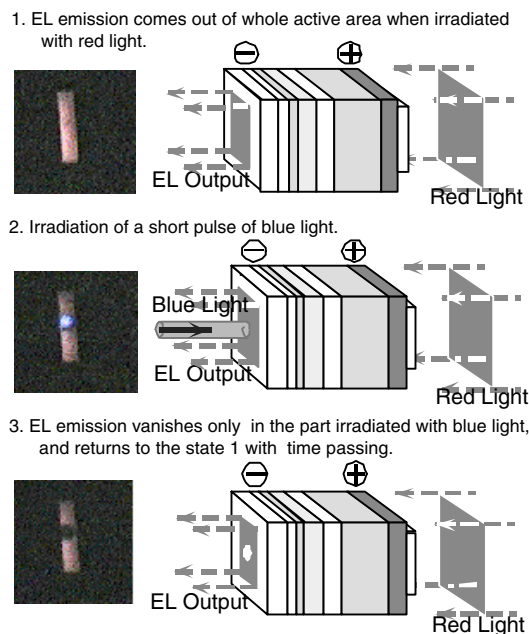 1. EL emission comes out of whole active area when irradiated
with red light.
⊖ ⊕
EL Output
Red Light
2. Irradiation of a short pulse of blue light.
⊖ ⊕
Blue Light
EL Output
Red Light
3. EL emission vanishes only in the part irradiated with blue light,
and returns to the state 1 with time passing.
⊖ ⊕
EL Output
Red Light